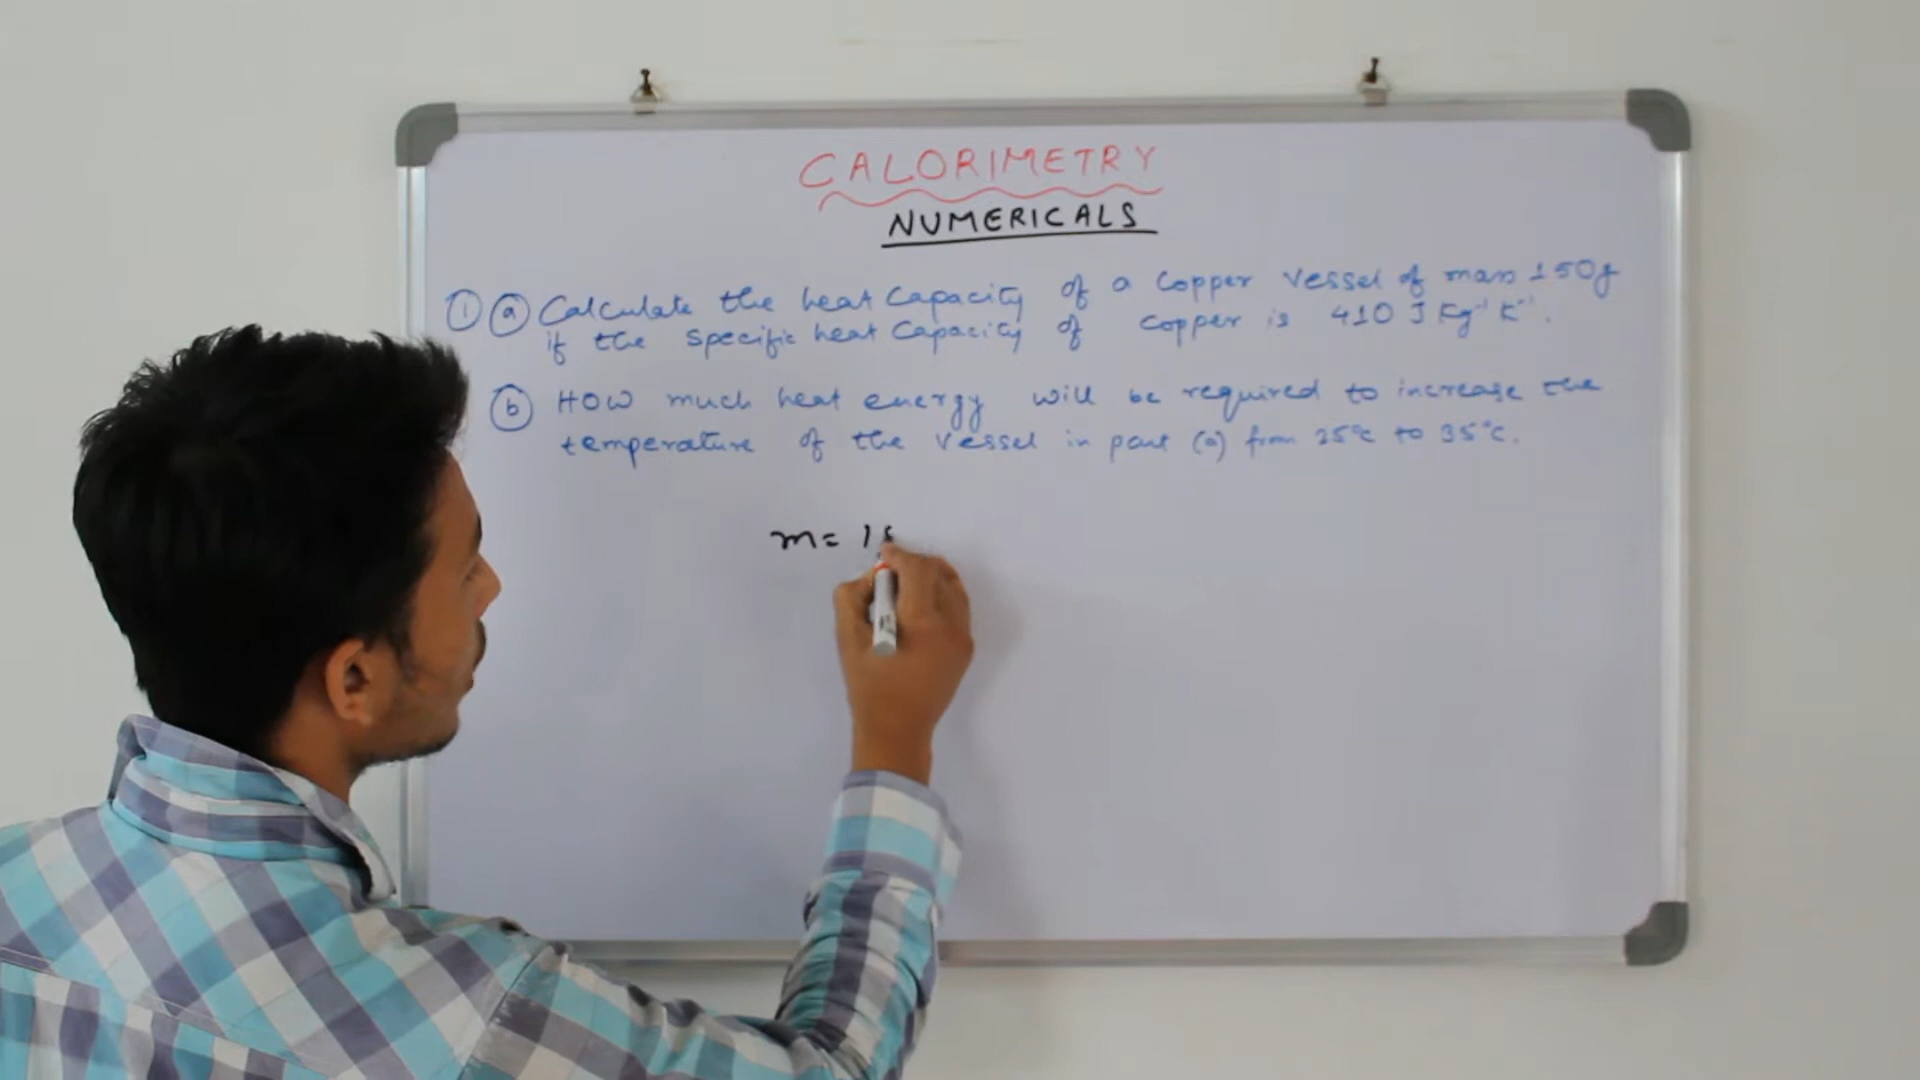 CALORIMETRY
NUMERICALS
① ⓐ Calculate the heat Capacity of a Copper Vessel of mass 150g
if the Specific heat Capacity of Copper is 410 J Kg⁻¹ K⁻¹.
ⓑ HOW much heat energy will be required to increase the
temperature of the Vessel in part (a) from 25°c to 35°c.
m = 15